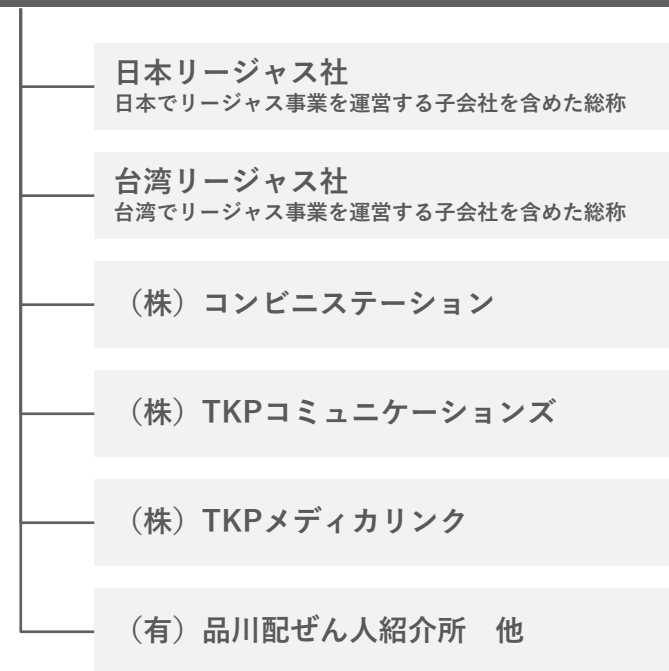 日本リージャス社
日本でリージャス事業を運営する子会社を含めた総称
台湾リージャス社
台湾でリージャス事業を運営する子会社を含めた総称
（株）コンビニステーション
（株）TKPコミュニケーションズ
（株）TKPメディカリンク
（有）品川配ぜん人紹介所　他